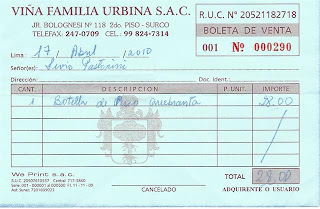 VIÑA FAMILIA URBINA S.A.C.
JR. BOLOGNESI Nº 118 2do. PISO - SURCO
TELEFAX: 247-0709 CEL. 99 824-7314
R.U.C. Nº 20521182718
BOLETA DE VENTA
001 Nº 000290
Lima 17 / Abril / 2010
Señor(es): Livio Pastorini
Dirección: Doc. Ident.:
CANT. DESCRIPCION P. UNIT. IMPORTE
1 Botella de Pisco Quebranta 28.00
We Print s.a.c.
CANCELADO
TOTAL 28.00
ADQUIRENTE O USUARIO